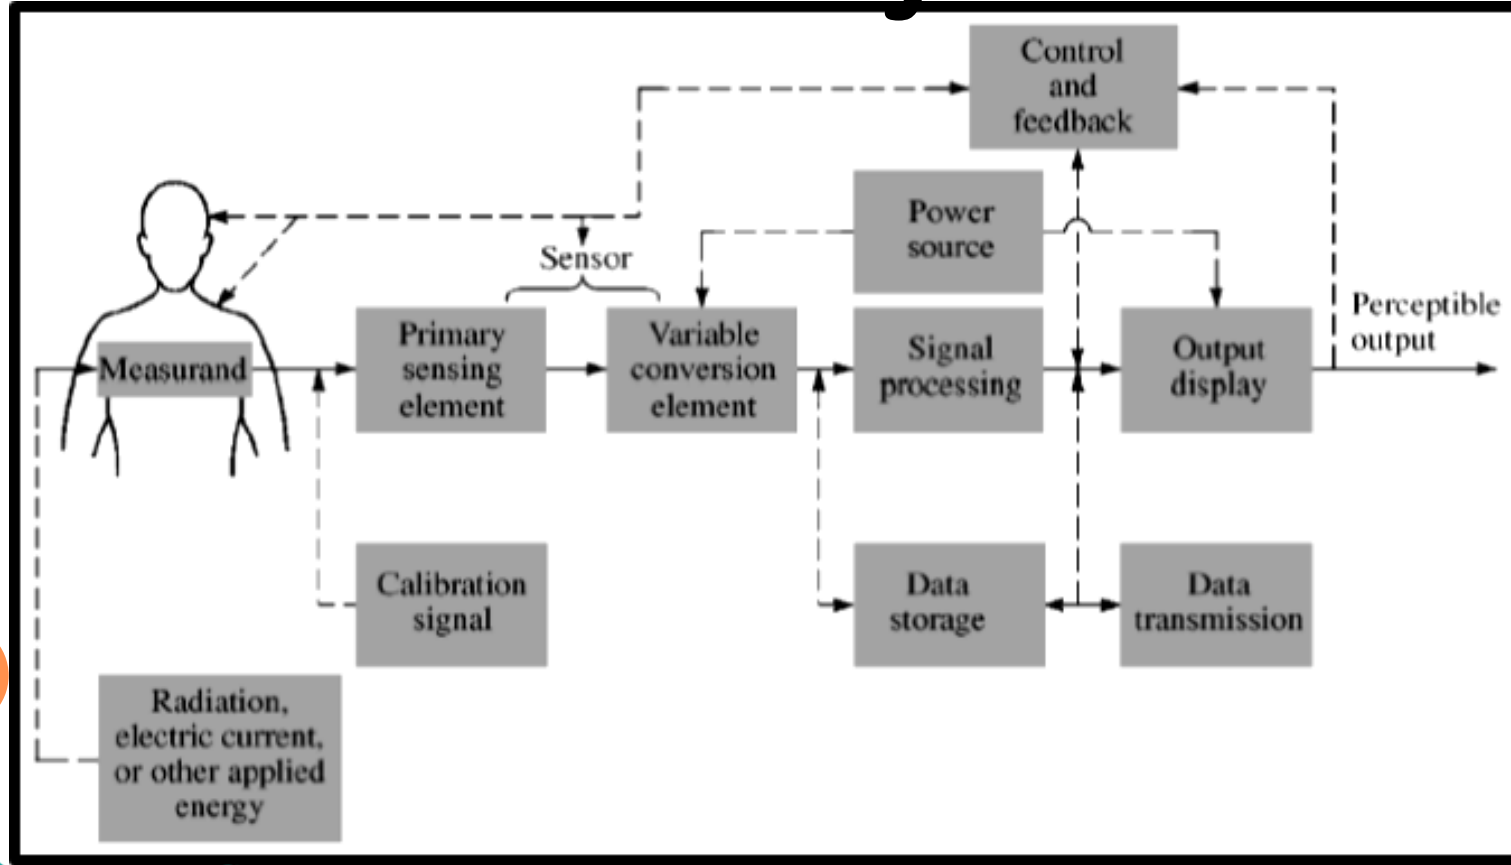 Control
and
feedback
Power
source
Sensor
Perceptible
output
Measurand
Primary
sensing
element
Variable
conversion
element
Signal
processing
Output
display
Calibration
signal
Data
storage
Data
transmission
Radiation,
electric current,
or other applied
energy